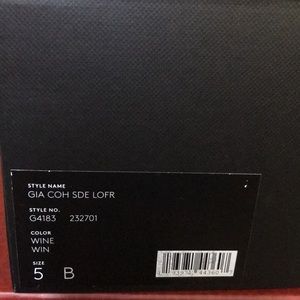 STYLE NAME
GIA COH SDE LOFR
STYLE NO.
G4183 232701
COLOR
WINE
WIN
SIZE
5 B